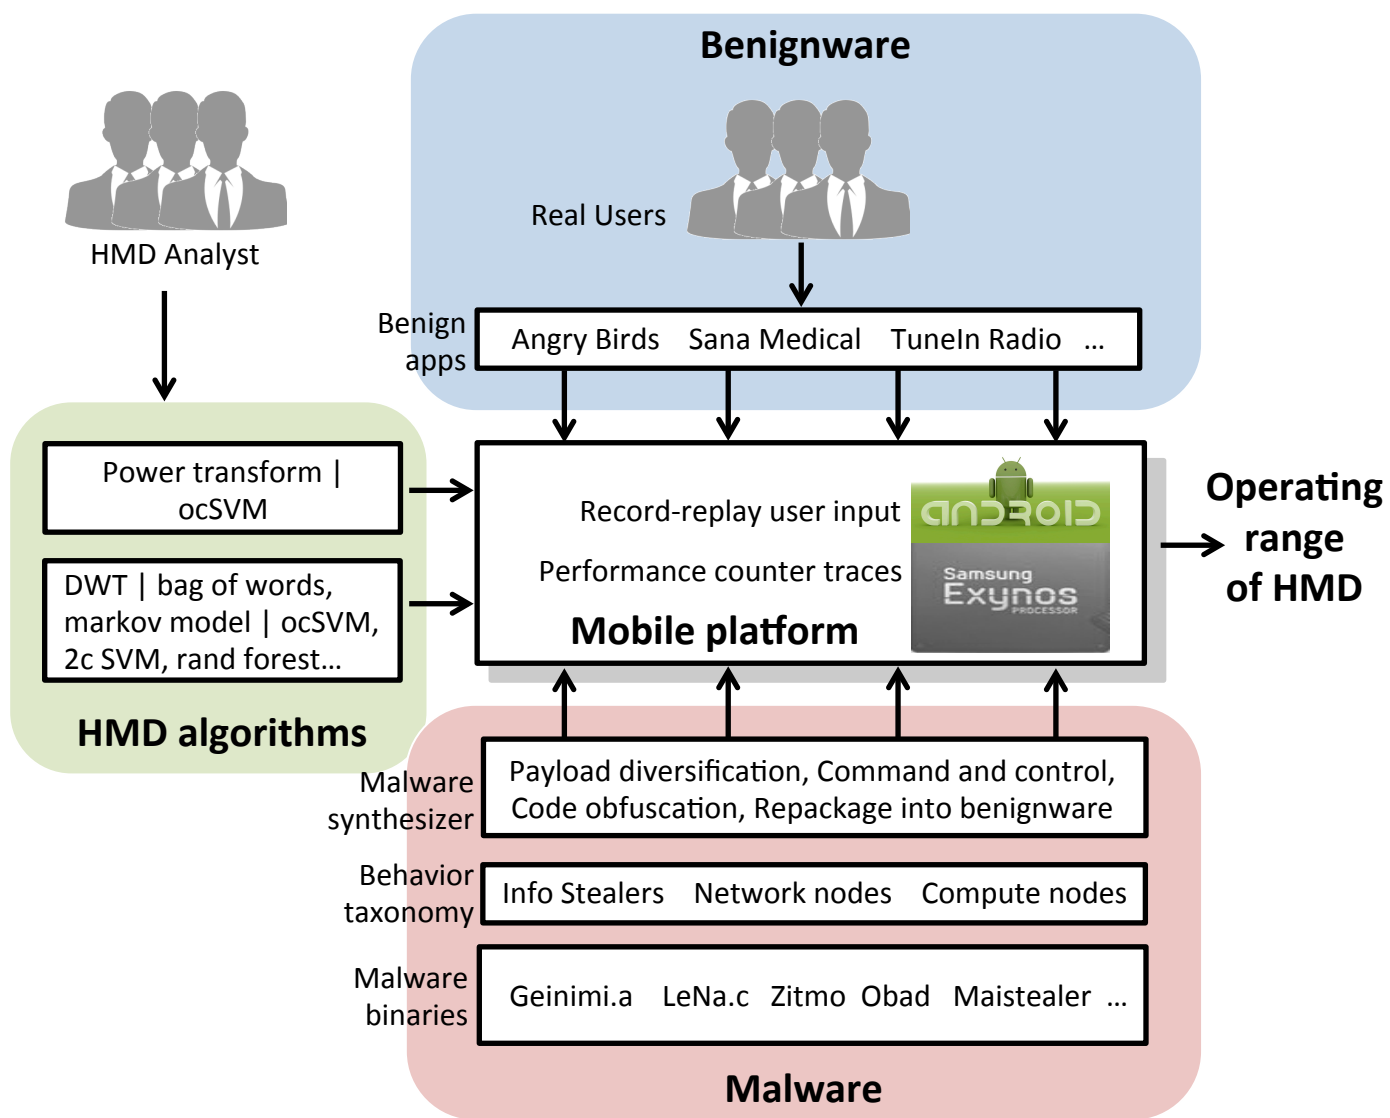 Benignware
Real Users
HMD Analyst
Benign
apps
Angry Birds Sana Medical TuneIn Radio ...
Power transform |
ocSVM
DWT | bag of words,
markov model | ocSVM,
2c SVM, rand forest...
HMD algorithms
Record-replay user input
Performance counter traces
Mobile platform
ANDROID
Samsung
Exynos
PROCESSOR
Operating
range
of HMD
Malware
synthesizer
Payload diversification, Command and control,
Code obfuscation, Repackage into benignware
Behavior
taxonomy
Info Stealers Network nodes Compute nodes
Malware
binaries
Geinimi.a LeNa.c Zitmo Obad Maistealer ...
Malware